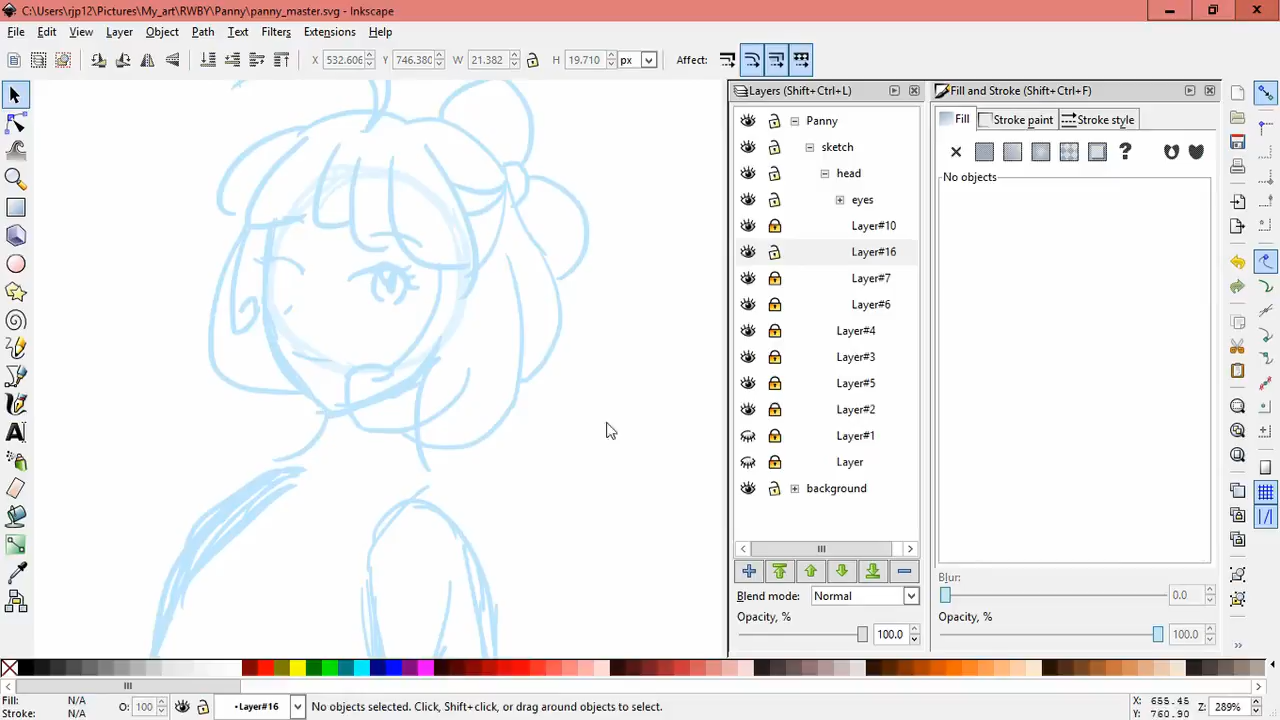 C:\Users\rjp12\Pictures\My_art\RWBY\Panny\panny_master.svg - Inkscape
File Edit View Layer Object Path Text Filters Extensions Help
X 532.606 Y 746.380 W 21.382 H 19.710 px Affect:
Layers (Shift+Ctrl+L)
Panny
sketch
head
eyes
Layer#10
Layer#16
Layer#7
Layer#6
Layer#4
Layer#3
Layer#5
Layer#2
Layer#1
Layer
background
Blend mode: Normal
Opacity, %
100.0
Fill and Stroke (Shift+Ctrl+F)
Fill Stroke paint Stroke style
?
No objects
Blur:
0.0
Opacity, %
100.0
Fill: N/A
Stroke: N/A
O: 100
•Layer#16
No objects selected. Click, Shift+click, or drag around objects to select.
X: 655.45
Y: 760.90
Z: 289%